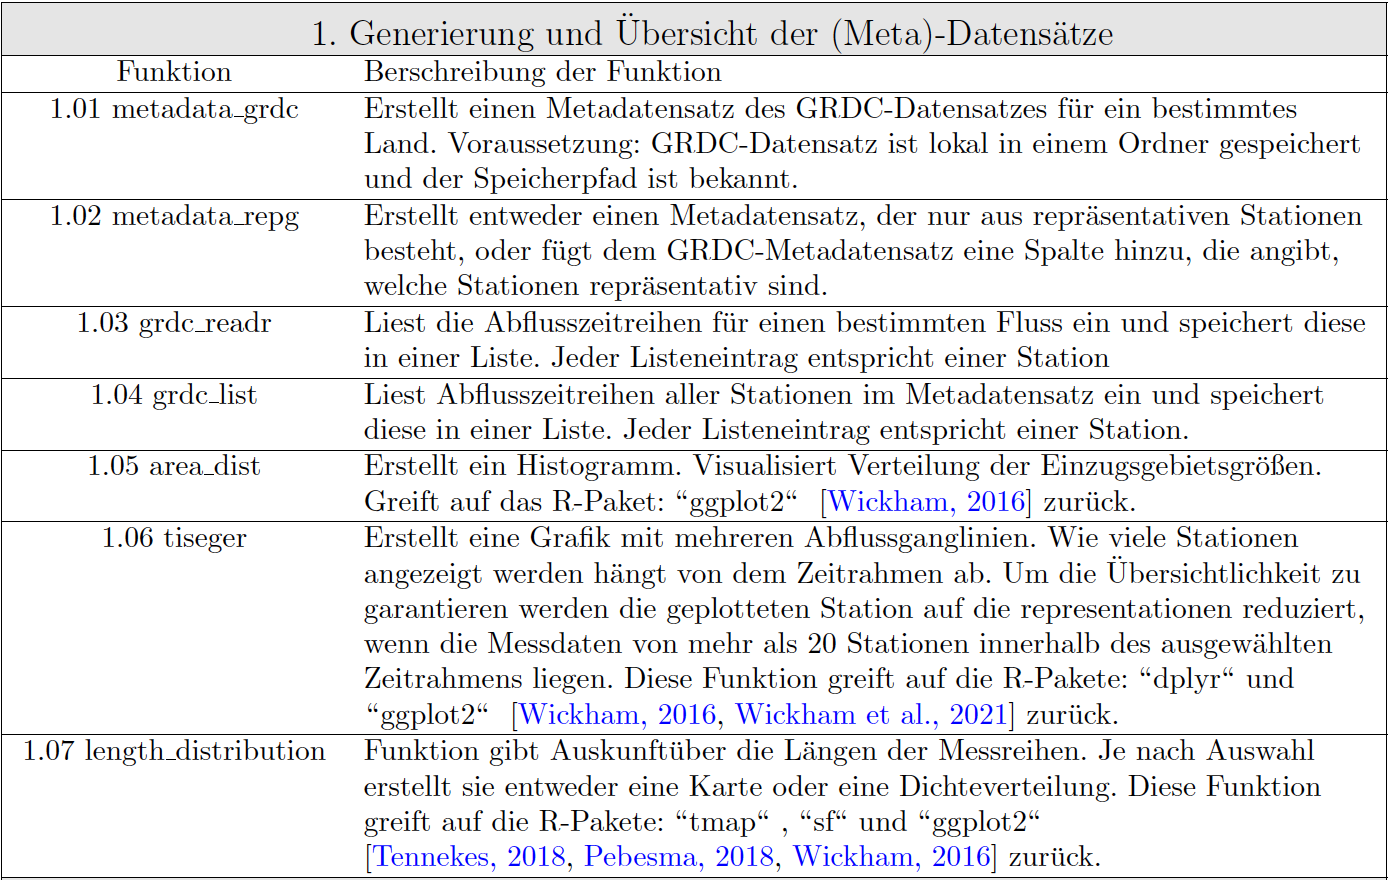 1. Generierung und Übersicht der (Meta)-Datensätze
Funktion Berschreibung der Funktion
1.01 metadata_grdc Erstellt einen Metadatensatz des GRDC-Datensatzes für ein bestimmtes
Land. Voraussetzung: GRDC-Datensatz ist lokal in einem Ordner gespeichert
und der Speicherpfad ist bekannt.
1.02 metadata_repg Erstellt entweder einen Metadatensatz, der nur aus repräsentativen Stationen
besteht, oder fügt dem GRDC-Metadatensatz eine Spalte hinzu, die angibt,
welche Stationen repräsentativ sind.
1.03 grdc_readr Liest die Abflusszeitreihen für einen bestimmten Fluss ein und speichert diese
in einer Liste. Jeder Listeneintrag entspricht einer Station
1.04 grdc_list Liest Abflusszeitreihen aller Stationen im Metadatensatz ein und speichert
diese in einer Liste. Jeder Listeneintrag entspricht einer Station.
1.05 area_dist Erstellt ein Histogramm. Visualisiert Verteilung der Einzugsgebietsgrößen.
Greift auf das R-Paket: “ggplot2“ [Wickham, 2016] zurück.
1.06 tiseger Erstellt eine Grafik mit mehreren Abflussganglinien. Wie viele Stationen
angezeigt werden hängt von dem Zeitrahmen ab. Um die Übersichtlichkeit zu
garantieren werden die geplotteten Station auf die representationen reduziert,
wenn die Messdaten von mehr als 20 Stationen innerhalb des ausgewählten
Zeitrahmens liegen. Diese Funktion greift auf die R-Pakete: “dplyr“ und
“ggplot2“ [Wickham, 2016, Wickham et al., 2021] zurück.
1.07 length_distribution Funktion gibt Auskunftüber die Längen der Messreihen. Je nach Auswahl
erstellt sie entweder eine Karte oder eine Dichteverteilung. Diese Funktion
greift auf die R-Pakete: “tmap“ , “sf“ und “ggplot2“
[Tennekes, 2018, Pebesma, 2018, Wickham, 2016] zurück.